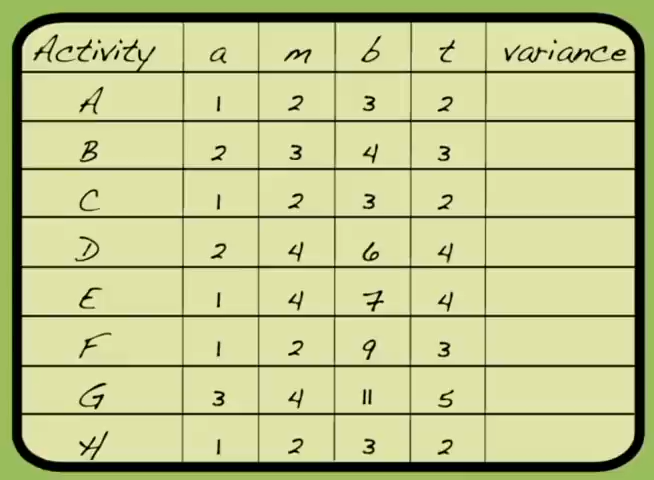 Activity a m b t variance
A 1 2 3 2
B 2 3 4 3
C 1 2 3 2
D 2 4 6 4
E 1 4 7 4
F 1 2 9 3
G 3 4 11 5
H 1 2 3 2